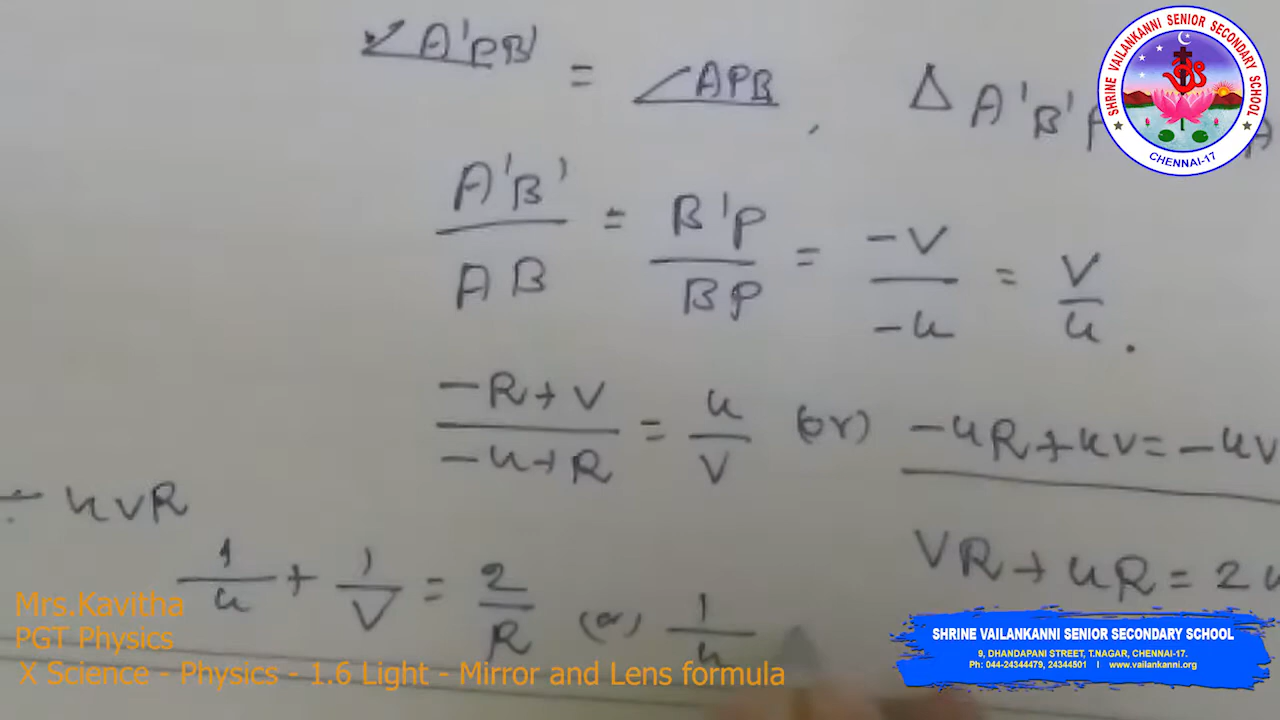 ∠A'PB' = ∠APB, Δ A'B'P
A'B'/AB = B'P/BP = -v/-u = v/u.
(-R+v)/(-u+R) = u/v (or) -uR+uv=-uv
÷ uvR
vR+uR=2u
1/u + 1/v = 2/R (or) 1/u
SHRINE VAILANKANNI SENIOR SECONDARY SCHOOL
CHENNAI-17
Mrs.Kavitha
PGT Physics
X Science - Physics - 1.6 Light - Mirror and Lens formula
SHRINE VAILANKANNI SENIOR SECONDARY SCHOOL
9, DHANDAPANI STREET, T.NAGAR, CHENNAI-17.
Ph: 044-24344479, 24344501 | www.vailankanni.org